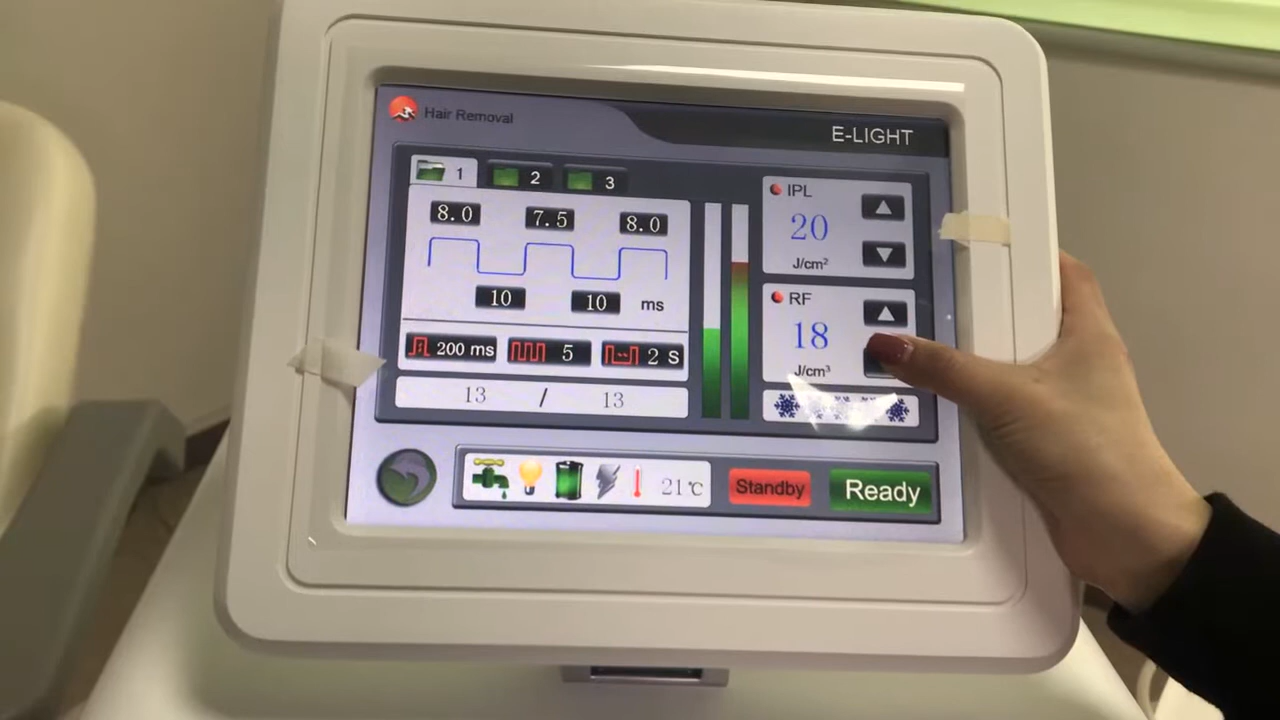 Hair Removal
E-LIGHT
1 2 3
8.0 7.5 8.0
10 10 ms
200 ms 5 2 S
13 / 13
IPL
20
J/cm²
RF
18
J/cm³
21℃
Standby
Ready